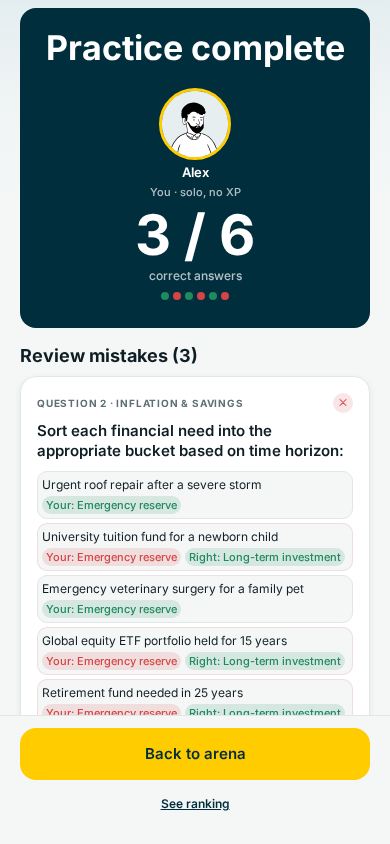 Practice complete
Alex
You · solo, no XP
3 / 6
correct answers
Review mistakes (3)
QUESTION 2 · INFLATION & SAVINGS
Sort each financial need into the
appropriate bucket based on time horizon:
Urgent roof repair after a severe storm
Your: Emergency reserve
University tuition fund for a newborn child
Your: Emergency reserve Right: Long-term investment
Emergency veterinary surgery for a family pet
Your: Emergency reserve
Global equity ETF portfolio held for 15 years
Your: Emergency reserve Right: Long-term investment
Retirement fund needed in 25 years
Your: Emergency reserve Right: Long-term investment
Back to arena
See ranking